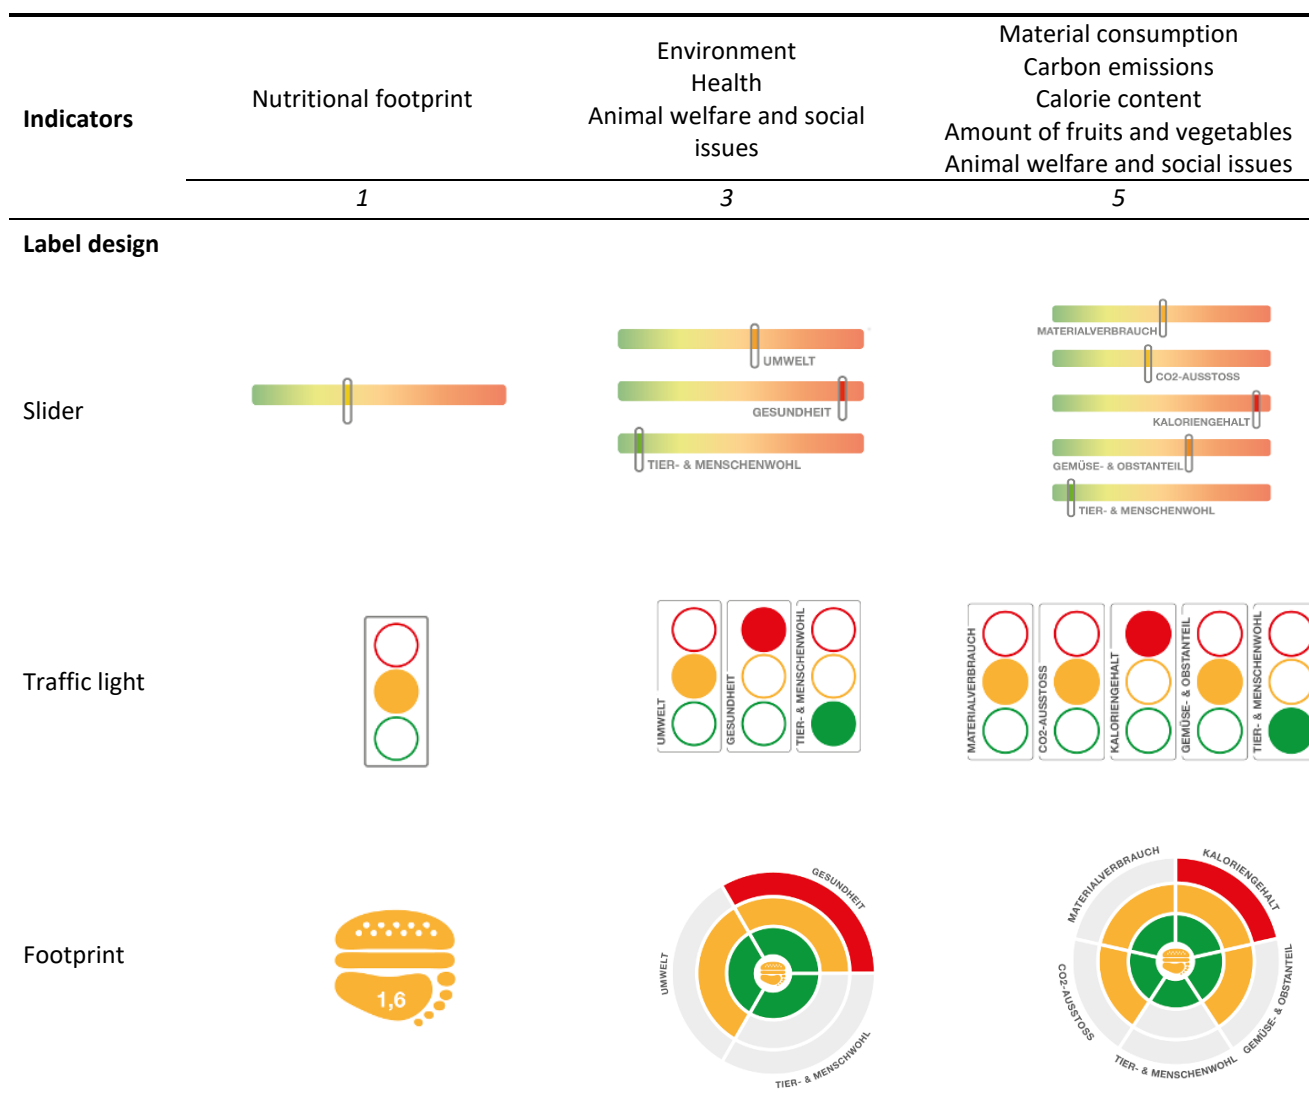 Indicators
Nutritional footprint
Environment
Health
Animal welfare and social
issues
Material consumption
Carbon emissions
Calorie content
Amount of fruits and vegetables
Animal welfare and social issues
1
3
5
Label design
Slider
UMWELT
GESUNDHEIT
TIER- & MENSCHENWOHL
MATERIALVERBRAUCH
CO2-AUSSTOSS
KALORIENGEHALT
GEMÜSE- & OBSTANTEIL
TIER- & MENSCHENWOHL
Traffic light
UMWELT
GESUNDHEIT
TIER- & MENSCHENWOHL
MATERIALVERBRAUCH
CO2-AUSSTOSS
KALORIENGEHALT
GEMÜSE- & OBSTANTEIL
TIER- & MENSCHENWOHL
Footprint
1,6
UMWELT
GESUNDHEIT
TIER- & MENSCHWOHL
MATERIALVERBRAUCH
KALORIENGEHALT
CO2-AUSSTOSS
GEMÜSE- & OBSTANTEIL
TIER- & MENSCHENWOHL